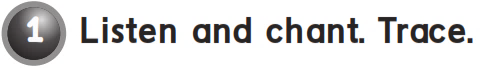 1 Listen and chant. Trace.